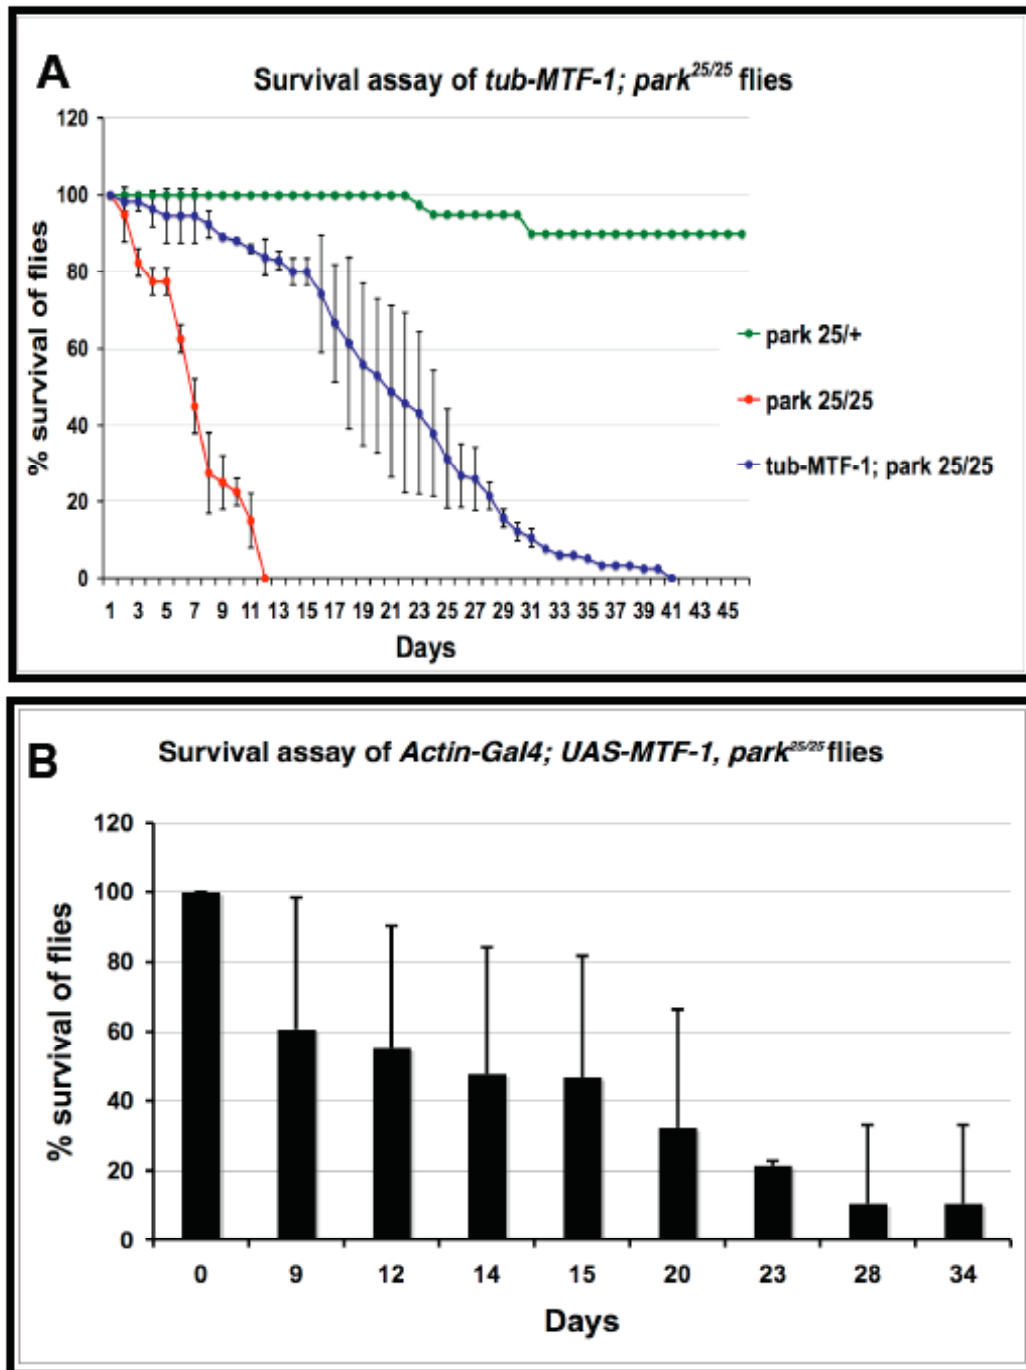 A
Survival assay of tub-MTF-1; park25/25 flies
% survival of flies
120
100
80
60
40
20
0
1 3 5 7 9 11 13 15 17 19 21 23 25 27 29 31 33 35 37 39 41 43 45
Days
park 25/+
park 25/25
tub-MTF-1; park 25/25
B
Survival assay of Actin-Gal4; UAS-MTF-1, park25/25 flies
% survival of flies
120
100
80
60
40
20
0
0 9 12 14 15 20 23 28 34
Days